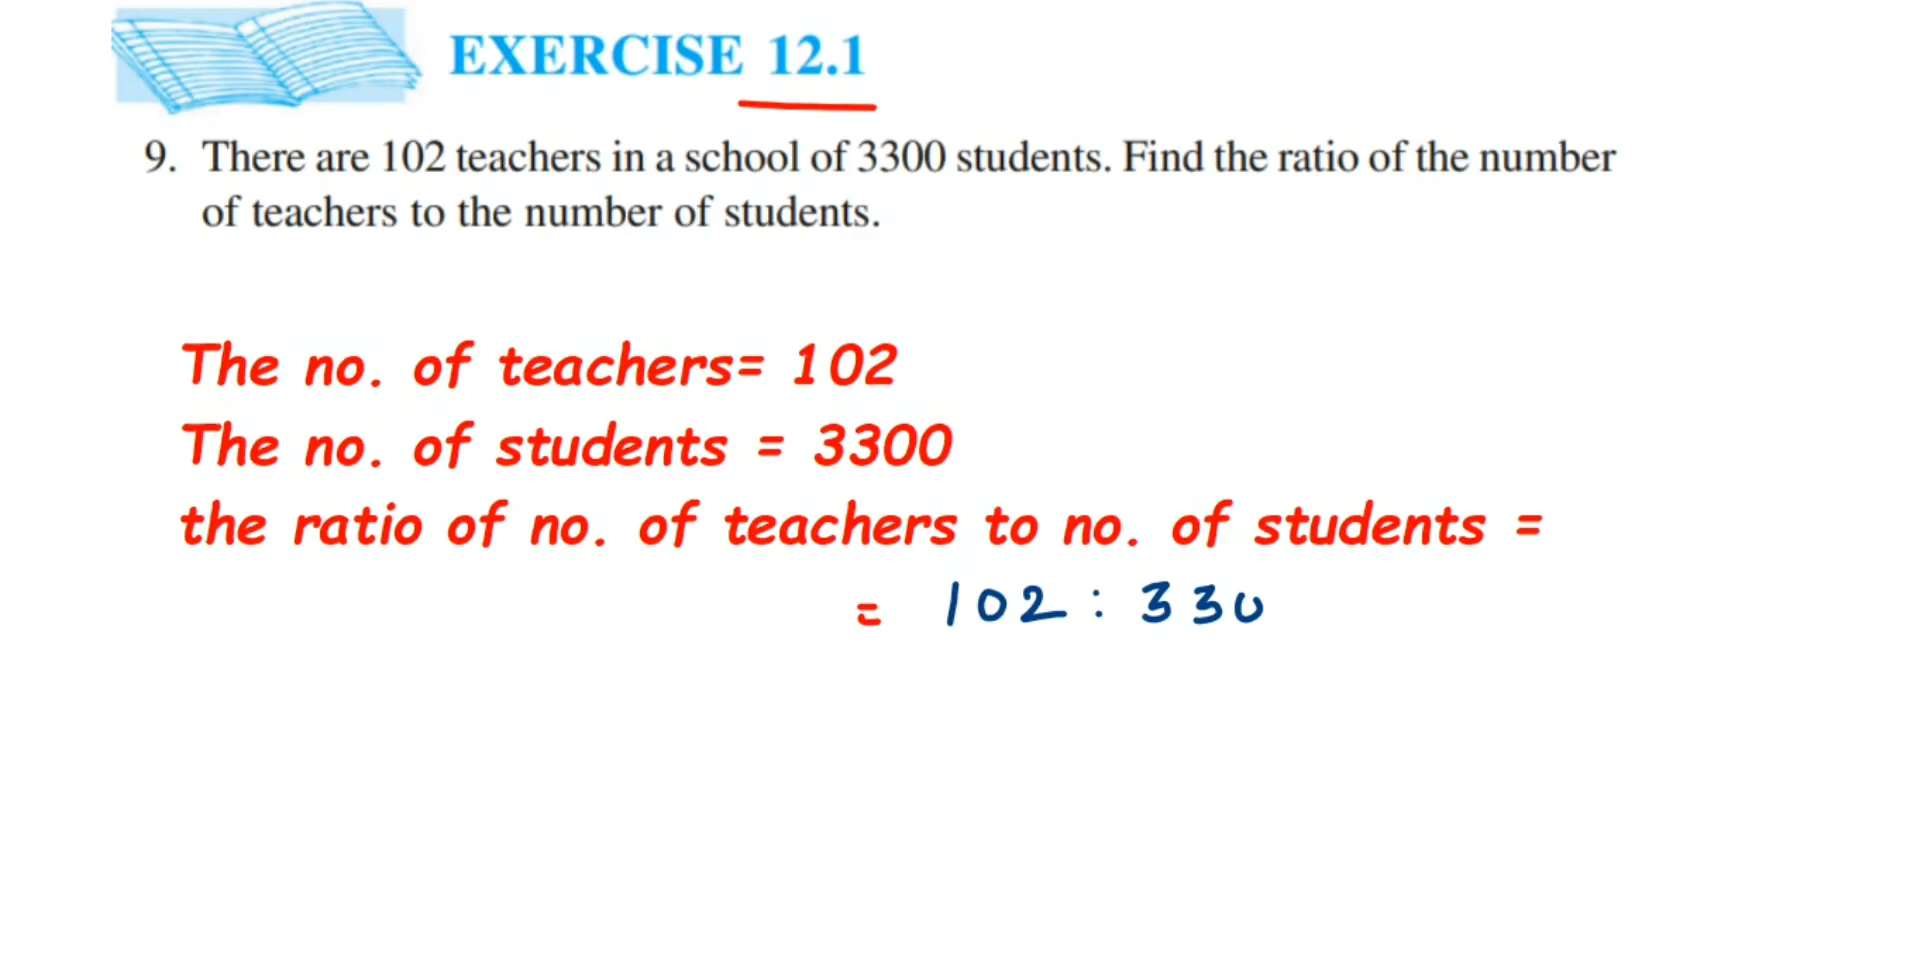 EXERCISE 12.1
9. There are 102 teachers in a school of 3300 students. Find the ratio of the number
of teachers to the number of students.
The no. of teachers= 102
The no. of students = 3300
the ratio of no. of teachers to no. of students =
= 102 : 330